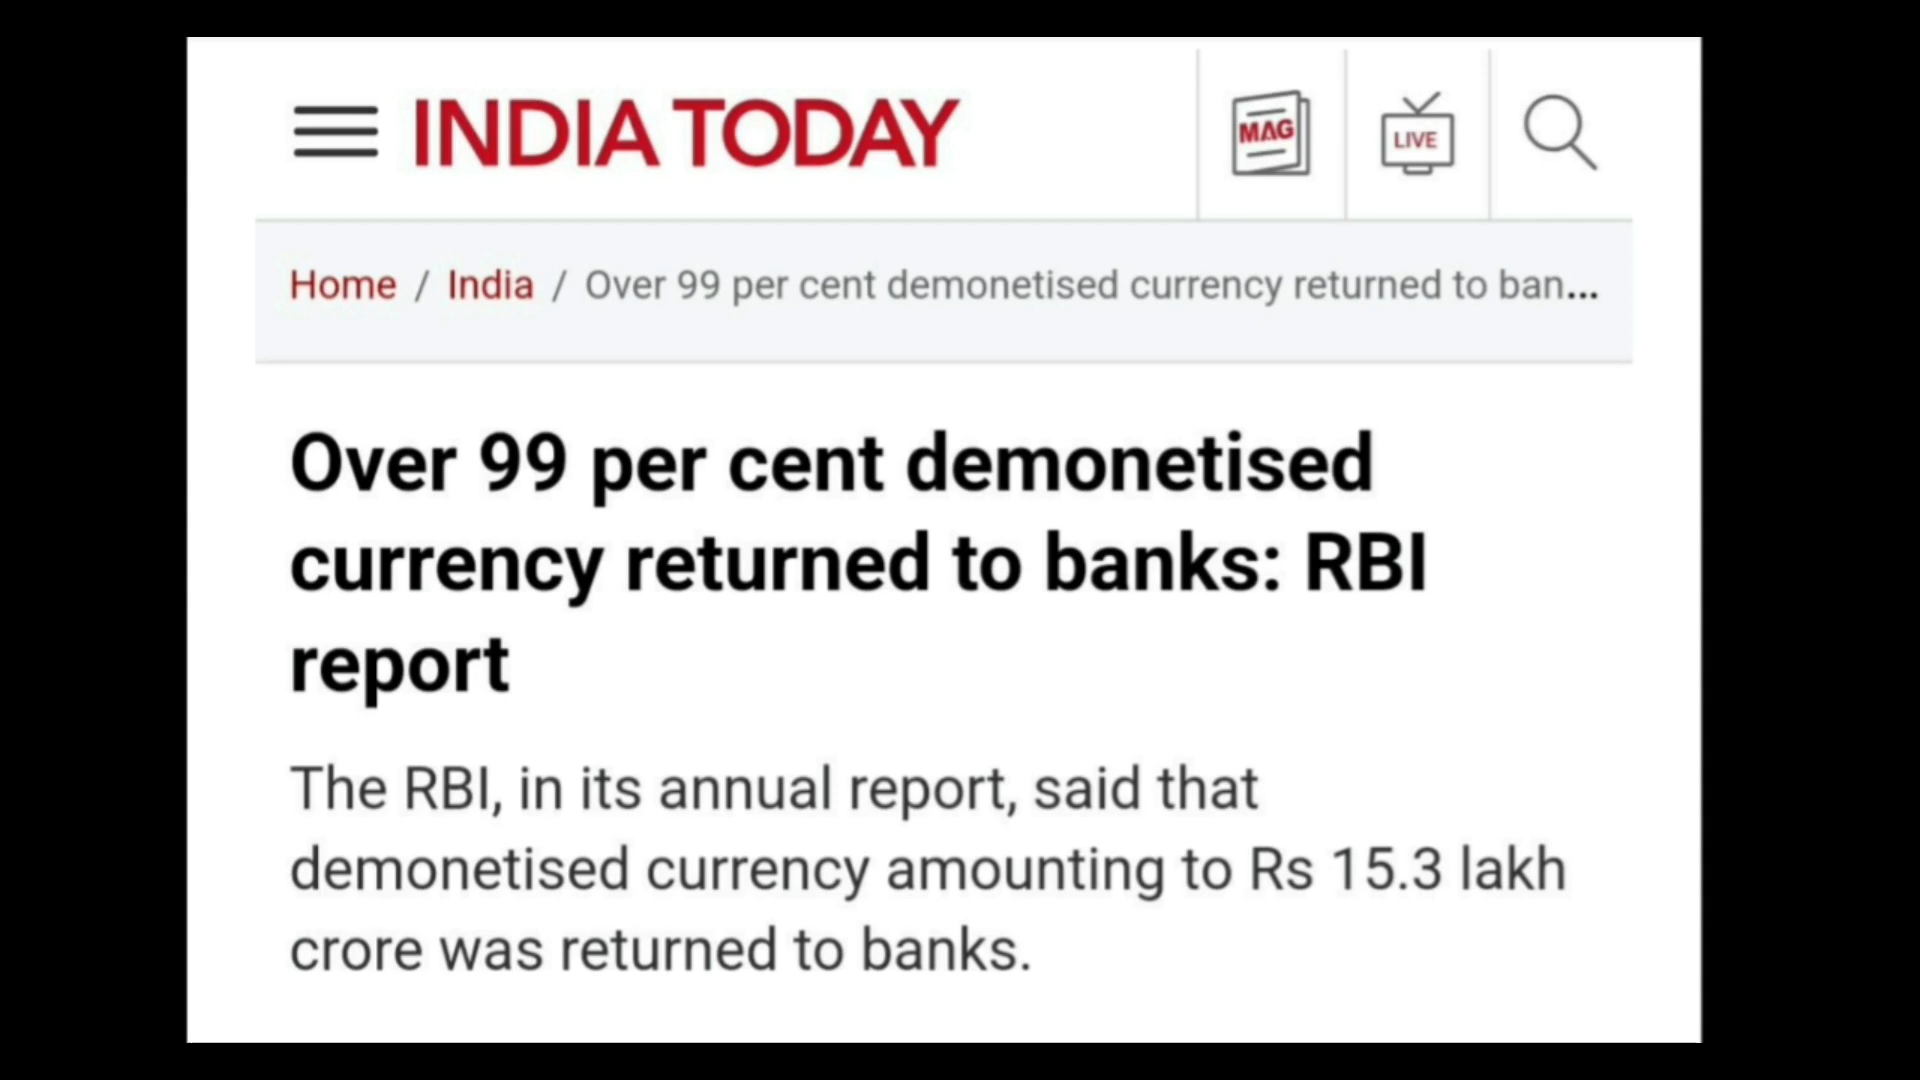 INDIA TODAY
MAG
LIVE
Home / India / Over 99 per cent demonetised currency returned to ban...
Over 99 per cent demonetised
currency returned to banks: RBI
report
The RBI, in its annual report, said that
demonetised currency amounting to Rs 15.3 lakh
crore was returned to banks.